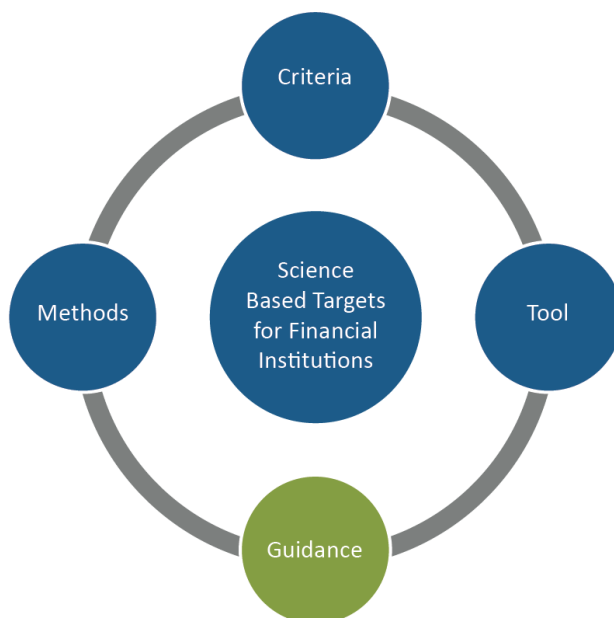 Criteria
Methods
Science
Based Targets
for Financial
Institutions
Tool
Guidance